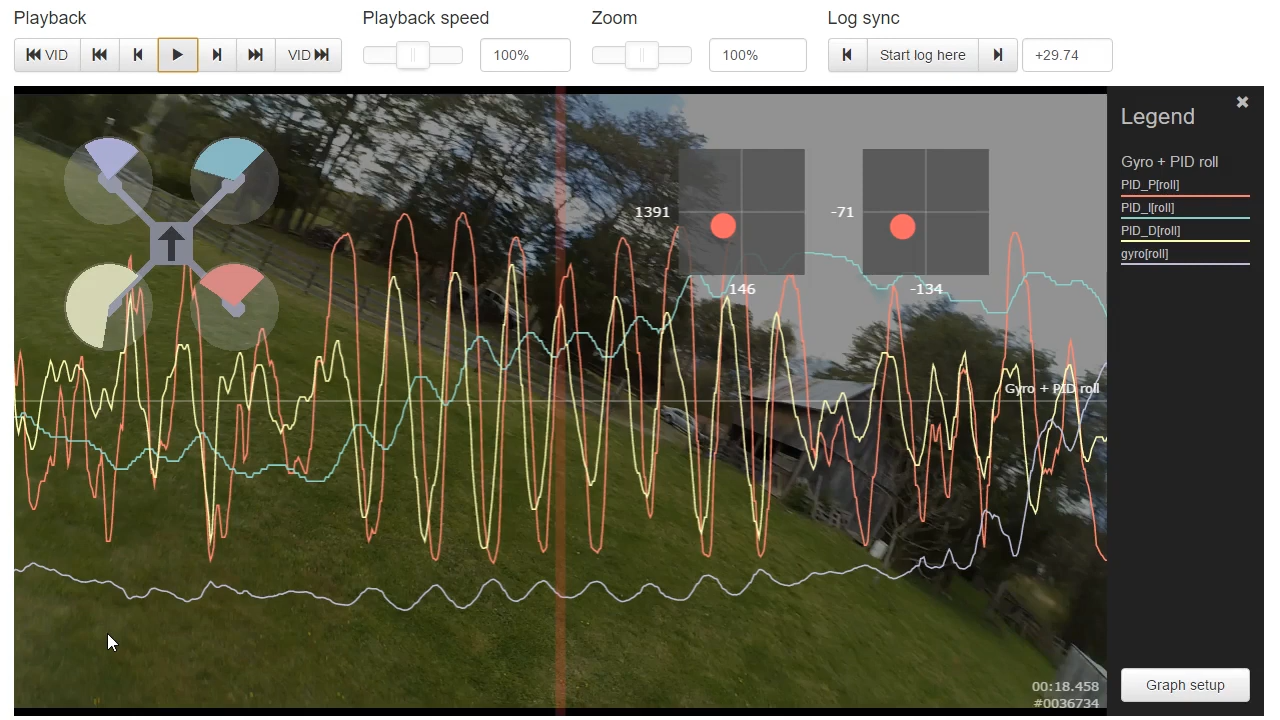 Playback
Playback speed
Zoom
Log sync
VID
VID
100%
100%
Start log here
+29.74
Legend
Gyro + PID roll
PID_P[roll]
PID_I[roll]
PID_D[roll]
gyro[roll]
1391
-71
146
-134
Gyro + PID roll
00:18.458
#0036734
Graph setup